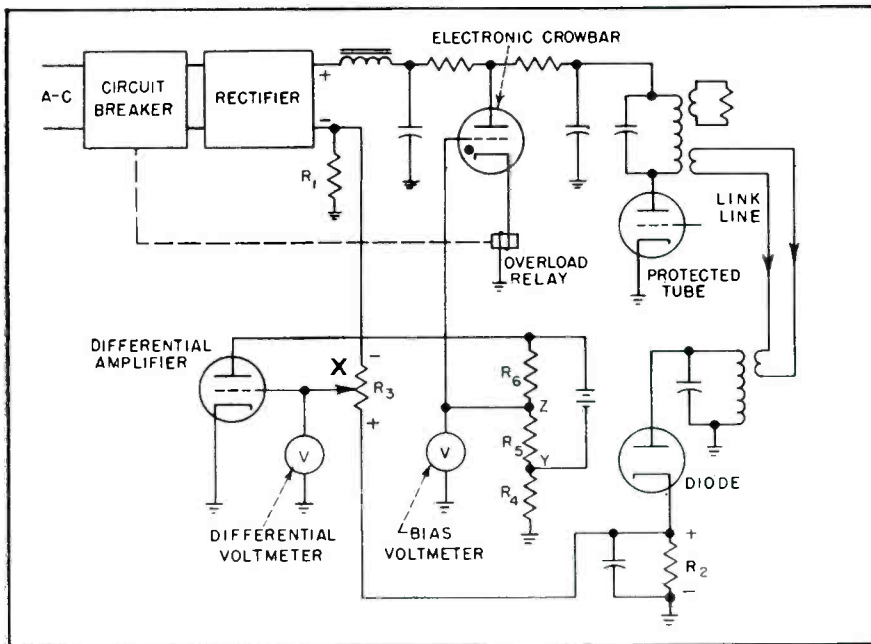 ELECTRONIC CROWBAR
A-C
CIRCUIT
BREAKER
RECTIFIER
+
-
R1
OVERLOAD
RELAY
LINK
LINE
PROTECTED
TUBE
DIFFERENTIAL
AMPLIFIER
X
-
R3
+
R6
Z
R5
Y
R4
V
V
DIFFERENTIAL
VOLTMETER
BIAS
VOLTMETER
DIODE
+
R2
-